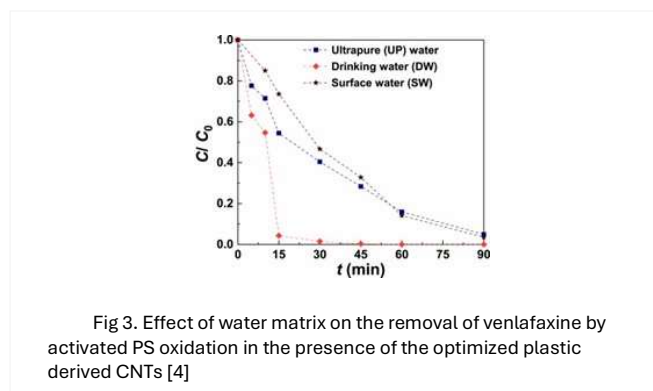 1.0
0.8
0.6
0.4
0.2
0.0
C/ C0
Ultrapure (UP) water
Drinking water (DW)
Surface water (SW)
0 15 30 45 60 75 90
t (min)
Fig 3. Effect of water matrix on the removal of venlafaxine by
activated PS oxidation in the presence of the optimized plastic
derived CNTs [4]